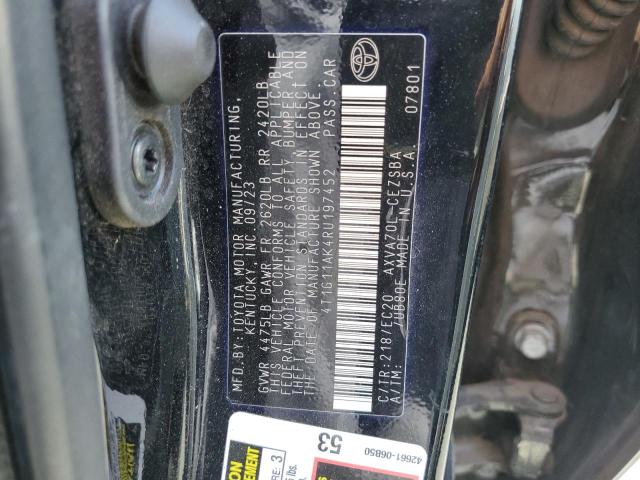 MFD.BY:TOYOTA MOTOR MANUFACTURING,
KENTUCKY, INC. 09/23
GVWR 4475LB GAWR FR 2620LB RR 2420LB
THIS VEHICLE CONFORMS TO ALL APPLICABLE
FEDERAL MOTOR VEHICLE SAFETY, BUMPER AND
THEFT PREVENTION STANDARDS IN EFFECT ON
THE DATE OF MANUFACTURE SHOWN ABOVE.
4T1G11AK4RU197452 PASS.CAR
C/TR:218/EC20 AXVA70L-CEZSBA 07801
A/TM: /UB80E MADE IN U.S.A.
53
42661-06B50